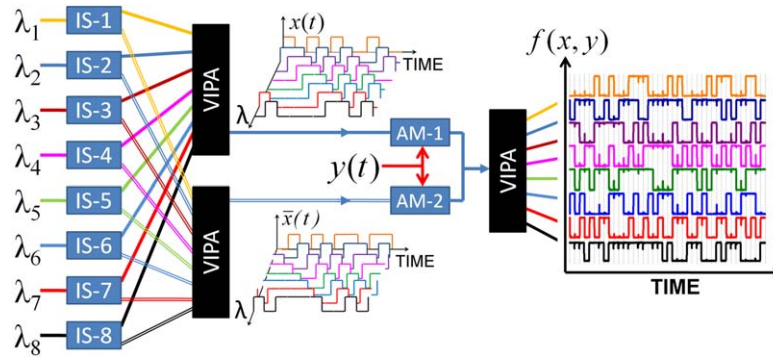 λ1 IS-1
λ2 IS-2
λ3 IS-3
λ4 IS-4
λ5 IS-5
λ6 IS-6
λ7 IS-7
λ8 IS-8
VIPA
VIPA
x(t)
TIME
λ
x̅(t)
TIME
λ
AM-1
y(t)
AM-2
VIPA
f(x, y)
TIME